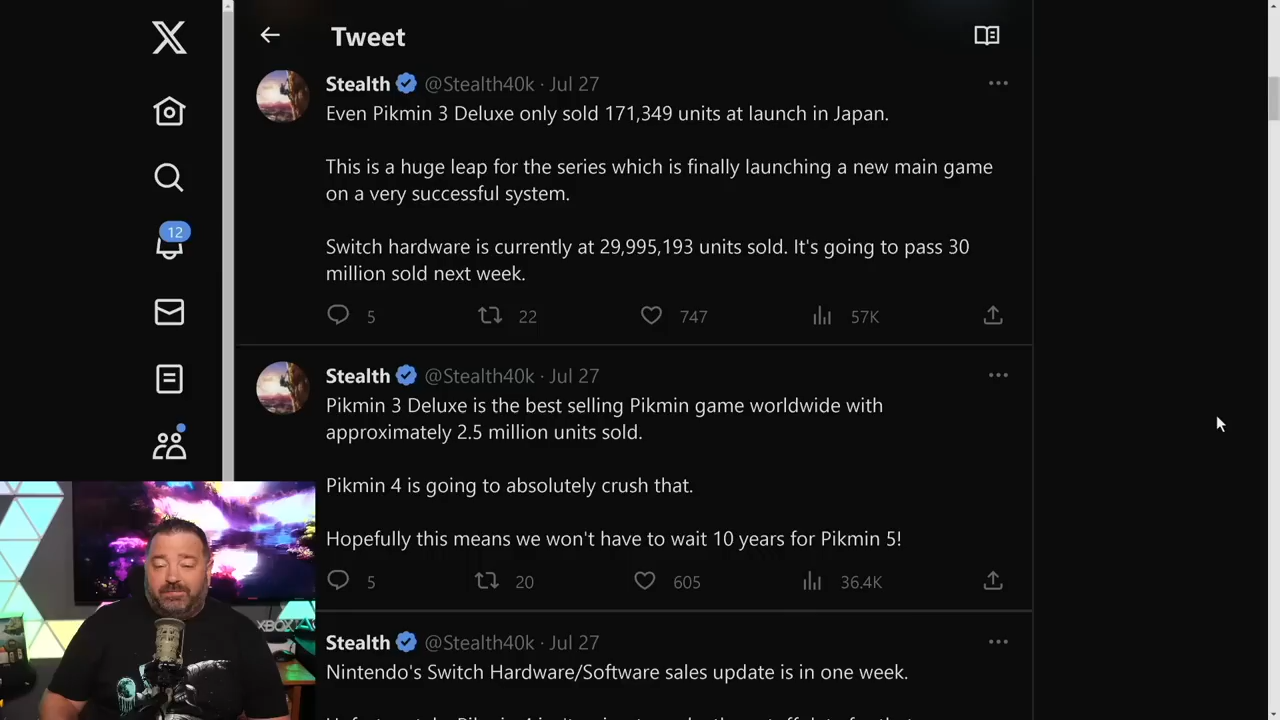 Tweet
Stealth @Stealth40k · Jul 27
Even Pikmin 3 Deluxe only sold 171,349 units at launch in Japan.
This is a huge leap for the series which is finally launching a new main game
on a very successful system.
Switch hardware is currently at 29,995,193 units sold. It's going to pass 30
million sold next week.
5 22 747 57K
12
Stealth @Stealth40k · Jul 27
Pikmin 3 Deluxe is the best selling Pikmin game worldwide with
approximately 2.5 million units sold.
Pikmin 4 is going to absolutely crush that.
Hopefully this means we won't have to wait 10 years for Pikmin 5!
5 20 605 36.4K
XBOX
Stealth @Stealth40k · Jul 27
Nintendo's Switch Hardware/Software sales update is in one week.